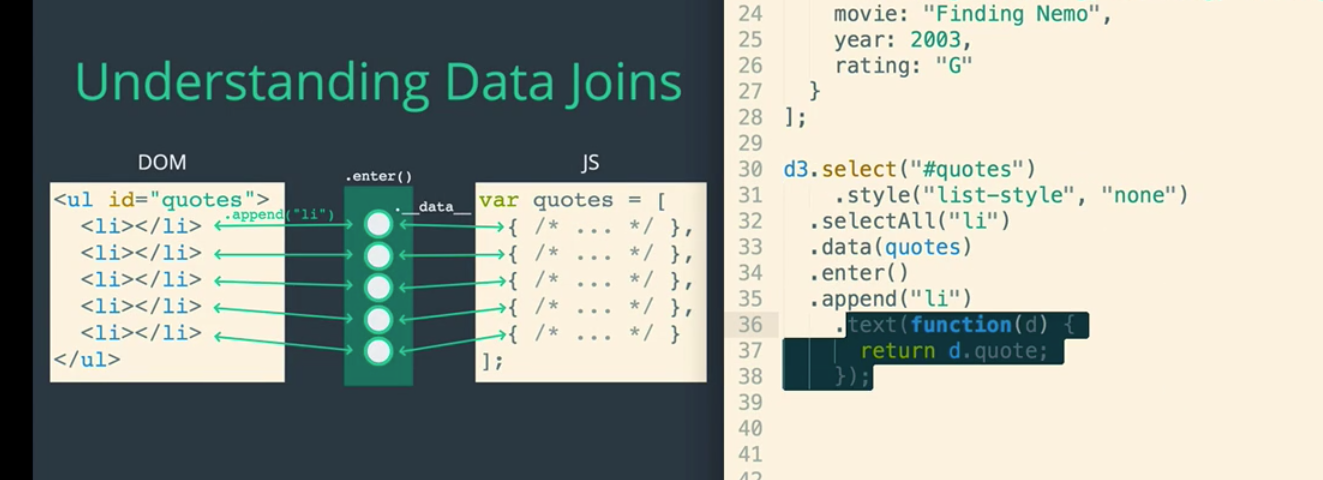 Understanding Data Joins
DOM
.enter()
JS
<ul id="quotes">
.append("li")
.__data__
var quotes = [
<li></li>
{ /* ... */ },
<li></li>
{ /* ... */ },
<li></li>
{ /* ... */ },
<li></li>
{ /* ... */ },
<li></li>
{ /* ... */ }
</ul>
];
24 movie: "Finding Nemo",
25 year: 2003,
26 rating: "G"
27 }
28 ];
29
30 d3.select("#quotes")
31 .style("list-style", "none")
32 .selectAll("li")
33 .data(quotes)
34 .enter()
35 .append("li")
36 .text(function(d) {
37 return d.quote;
38 });
39
40
41